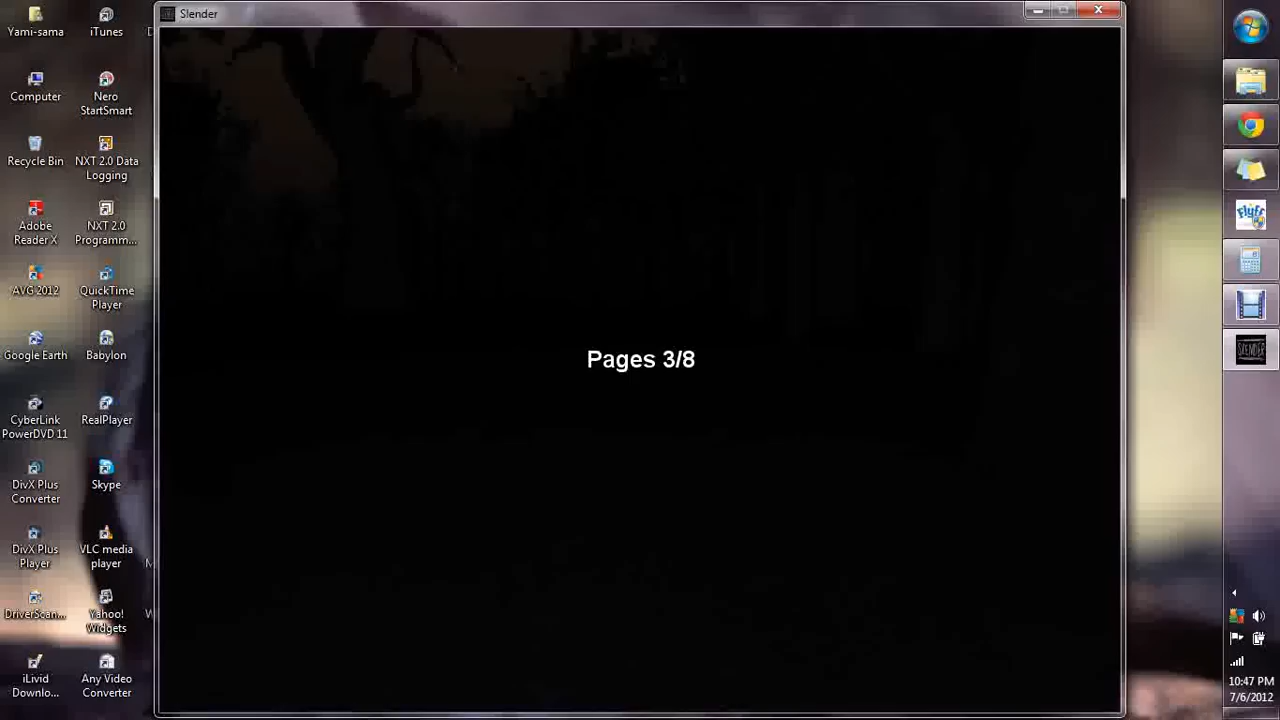 Slender
Yami-sama
iTunes
Computer
Nero
StartSmart
Recycle Bin
NXT 2.0 Data
Logging
Adobe
Reader X
NXT 2.0
Programm...
AVG 2012
QuickTime
Player
Google Earth
Babylon
CyberLink
PowerDVD 11
RealPlayer
DivX Plus
Converter
Skype
DivX Plus
Player
VLC media
player
DriverScan...
Yahoo!
Widgets
iLivid
Downlo...
Any Video
Converter
Pages 3/8
Flyff
SLENDER
10:47 PM
7/6/2012